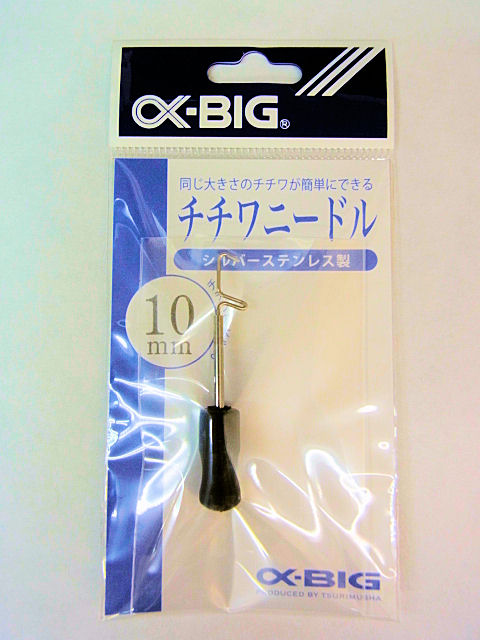 α-BIG®
同じ大きさのチチワが簡単にできる
チチワニードル
シルバーステンレス製
10
mm
α-BIG
PRODUCED BY TSURIMUSHA